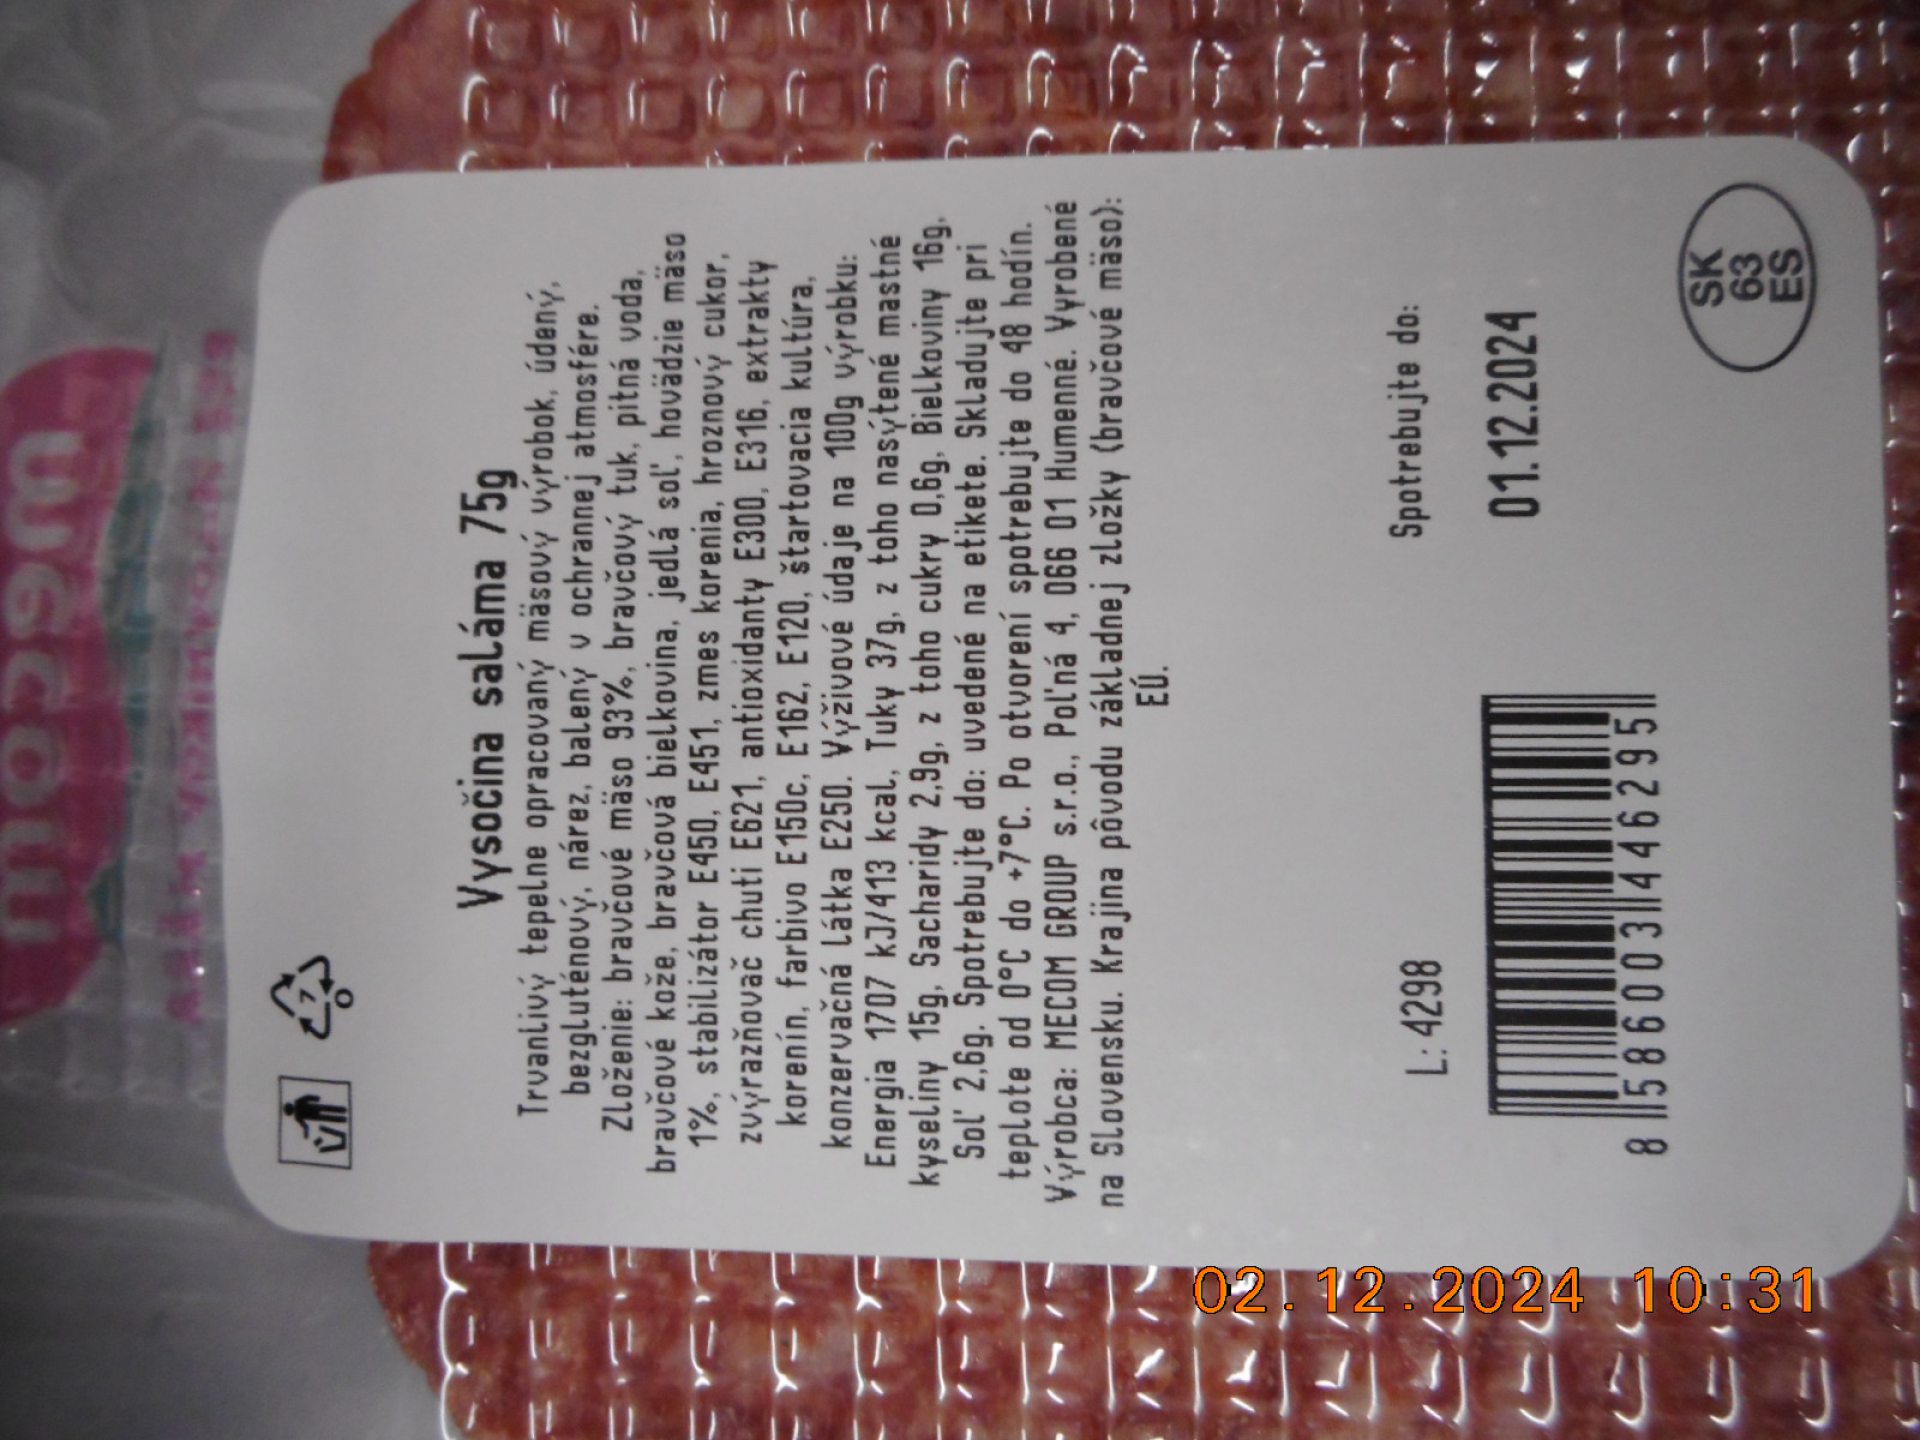 mecom
7
O
Vysočina saláma 75g
Trvanlivý tepelne opracovaný mäsový výrobok, údený,
bezgluténový, nárez, balený v ochrannej atmosfére.
Zloženie: bravčové mäso 93%, bravčový tuk, pitná voda,
bravčové kože, bravčová bielkovina, jedlá soľ, hovädzie mäso
1%, stabilizátor E450, E451, zmes korenia, hroznový cukor,
zvýrazňovač chuti E621, antioxidanty E300, E316, extrakty
korenín, farbivo E150c, E162, E120, štartovacia kultúra,
konzervačná látka E250. Výživové údaje na 100g výrobku:
Energia 1707 kJ/413 kcal, Tuky 37g, z toho nasýtené mastné
kyseliny 15g, Sacharidy 2,9g, z toho cukry 0,6g, Bielkoviny 16g,
Soľ 2,6g. Spotrebujte do: uvedené na etikete. Skladujte pri
teplote od 0°C do +7°C. Po otvorení spotrebujte do 48 hodín.
Výrobca: MECOM GROUP s.r.o., Poľná 4, 066 01 Humenné. Vyrobené
na Slovensku. Krajina pôvodu základnej zložky (bravčové mäso):
EÚ.
L: 4298
Spotrebujte do:
01.12.2024
8 586003 446295
SK
63
ES
02.12.2024 10:31